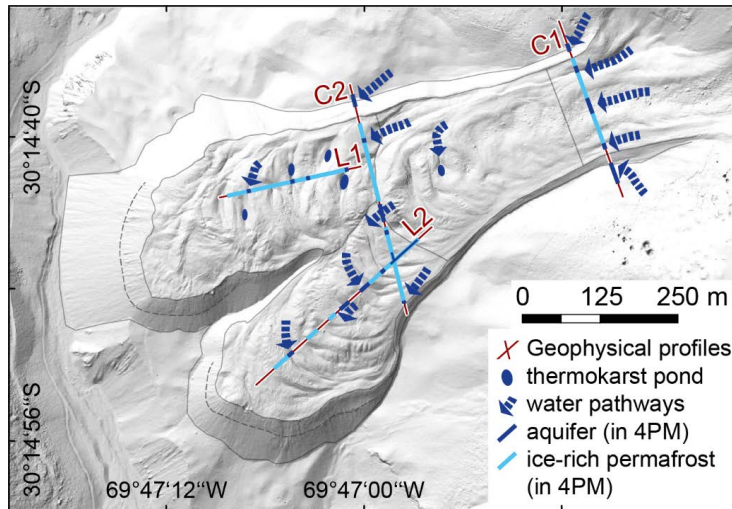 C1
C2
L1
L2
30°14‘40“S
30°14‘56“S
69°47‘12“W
69°47‘00“W
0 125 250 m
Geophysical profiles
thermokarst pond
water pathways
aquifer (in 4PM)
ice-rich permafrost
(in 4PM)